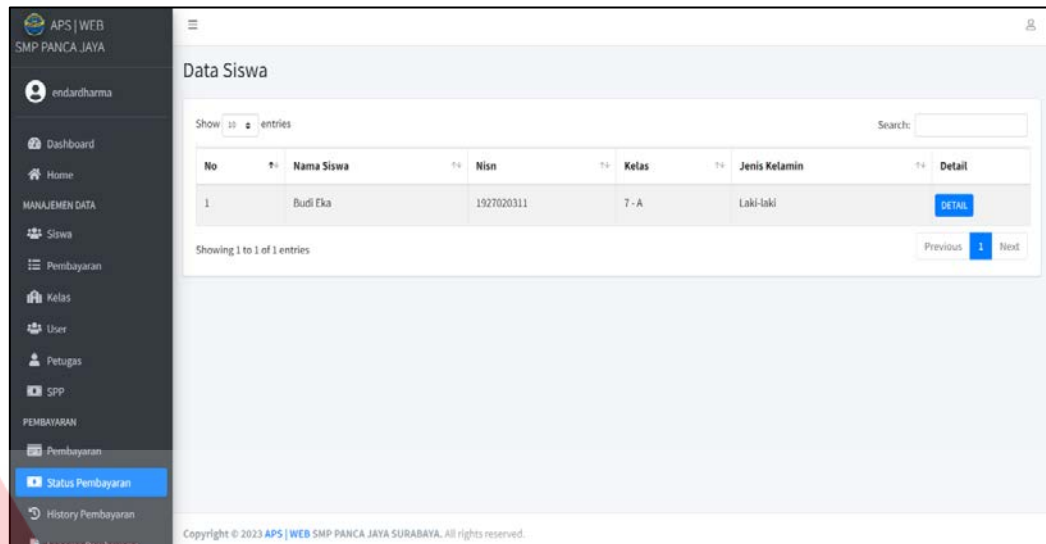 APS | WEB
SMP PANCA JAYA
endardharma
Dashboard
Home
MANAJEMEN DATA
Siswa
Pembayaran
Kelas
User
Petugas
SPP
PEMBAYARAN
Pembayaran
Status Pembayaran
History Pembayaran
Data Siswa
Show 10 entries
Search:
No Nama Siswa Nisn Kelas Jenis Kelamin Detail
1 Budi Eka 1927020311 7 - A Laki-laki DETAIL
Showing 1 to 1 of 1 entries
Previous 1 Next
Copyright © 2023 APS | WEB SMP PANCA JAYA SURABAYA. All rights reserved.